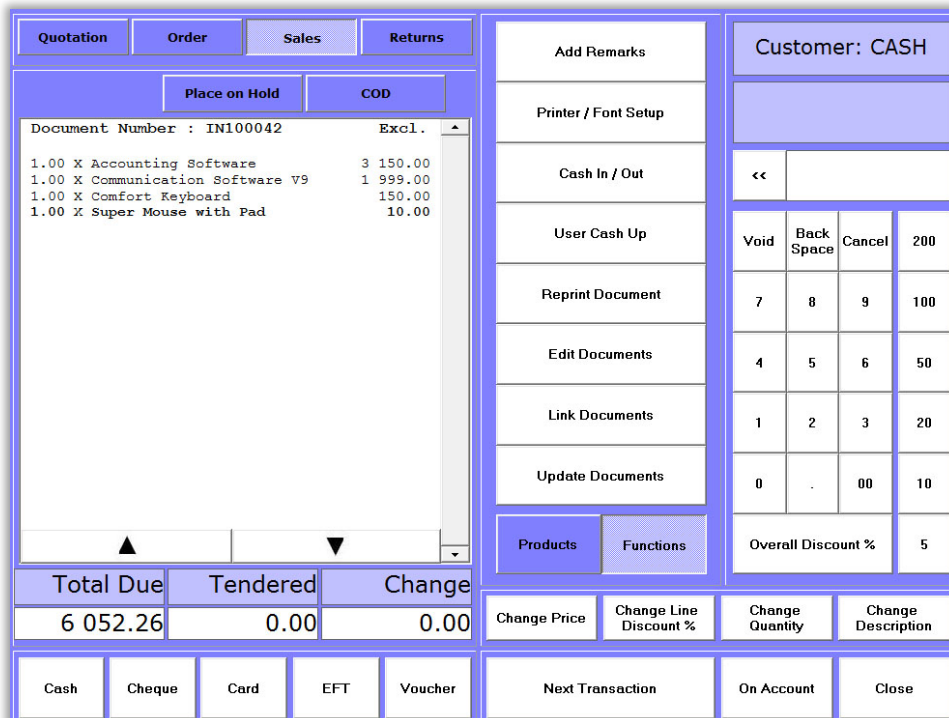 Quotation Order Sales Returns
Place on Hold COD
Document Number : IN100042 Excl.
1.00 X Accounting Software 3 150.00
1.00 X Communication Software V9 1 999.00
1.00 X Comfort Keyboard 150.00
1.00 X Super Mouse with Pad 10.00
Total Due Tendered Change
6 052.26 0.00 0.00
Cash Cheque Card EFT Voucher
Add Remarks
Printer / Font Setup
Cash In / Out
User Cash Up
Reprint Document
Edit Documents
Link Documents
Update Documents
Products Functions
Customer: CASH
<<
Void Back Space Cancel 200
7 8 9 100
4 5 6 50
1 2 3 20
0 . 00 10
Overall Discount % 5
Change Price Change Line Discount % Change Quantity Change Description
Next Transaction On Account Close